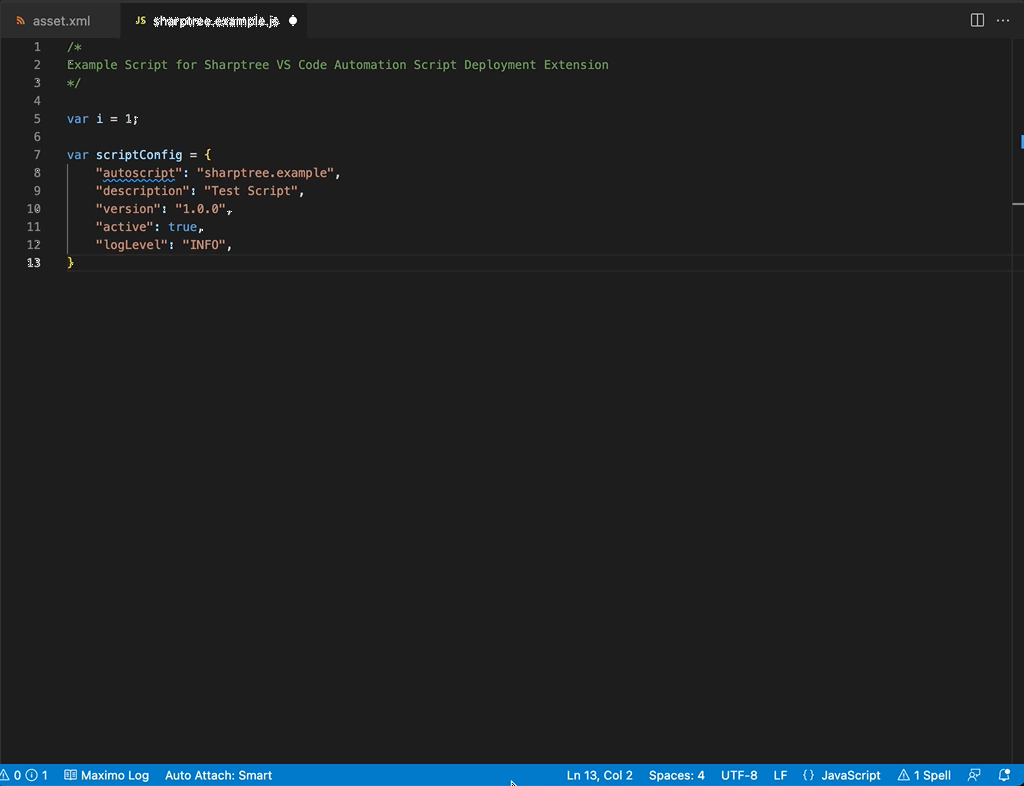 asset.xml
JS sharptree.example.js
1 /*
2 Example Script for Sharptree VS Code Automation Script Deployment Extension
3 */
4
5 var i = 1;
6
7 var scriptConfig = {
8 "autoscript": "sharptree.example",
9 "description": "Test Script",
10 "version": "1.0.0",
11 "active": true,
12 "logLevel": "INFO",
13 }
0 1 Maximo Log Auto Attach: Smart Ln 13, Col 2 Spaces: 4 UTF-8 LF {} JavaScript 1 Spell